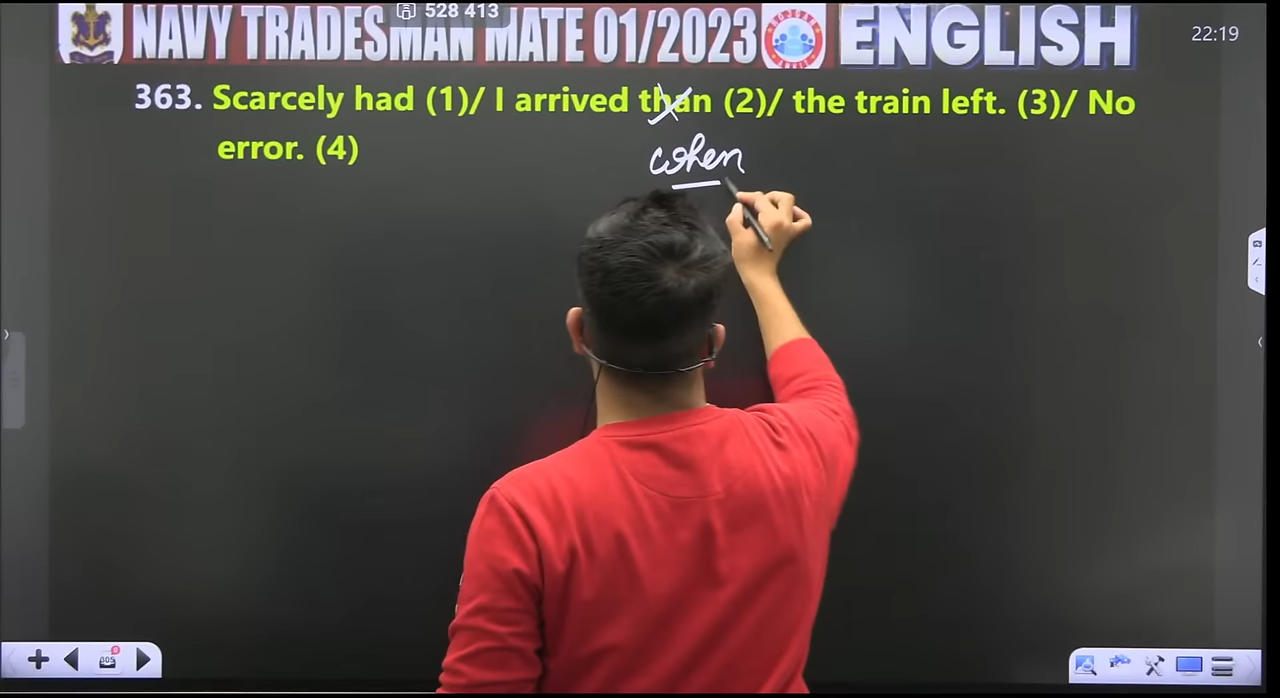 528 413
NAVY TRADESMAN MATE 01/2023 ENGLISH
22:19
363. Scarcely had (1)/ I arrived than (2)/ the train left. (3)/ No
error. (4)
when
305